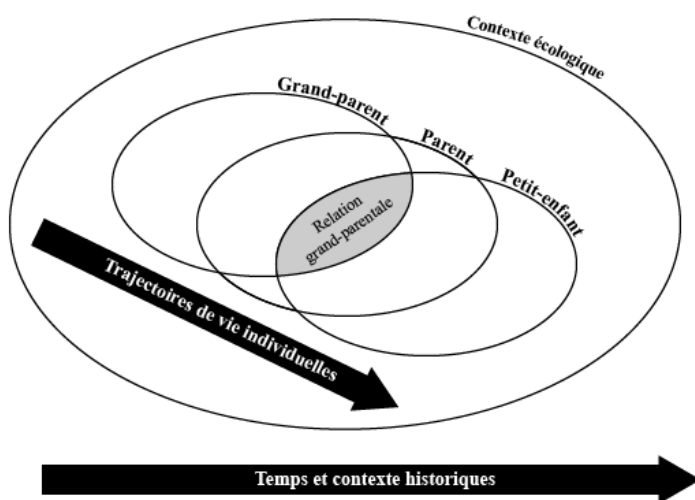 Contexte écologique
Grand-parent
Parent
Petit-enfant
Relation
grand-parentale
Trajectoires de vie individuelles
Temps et contexte historiques